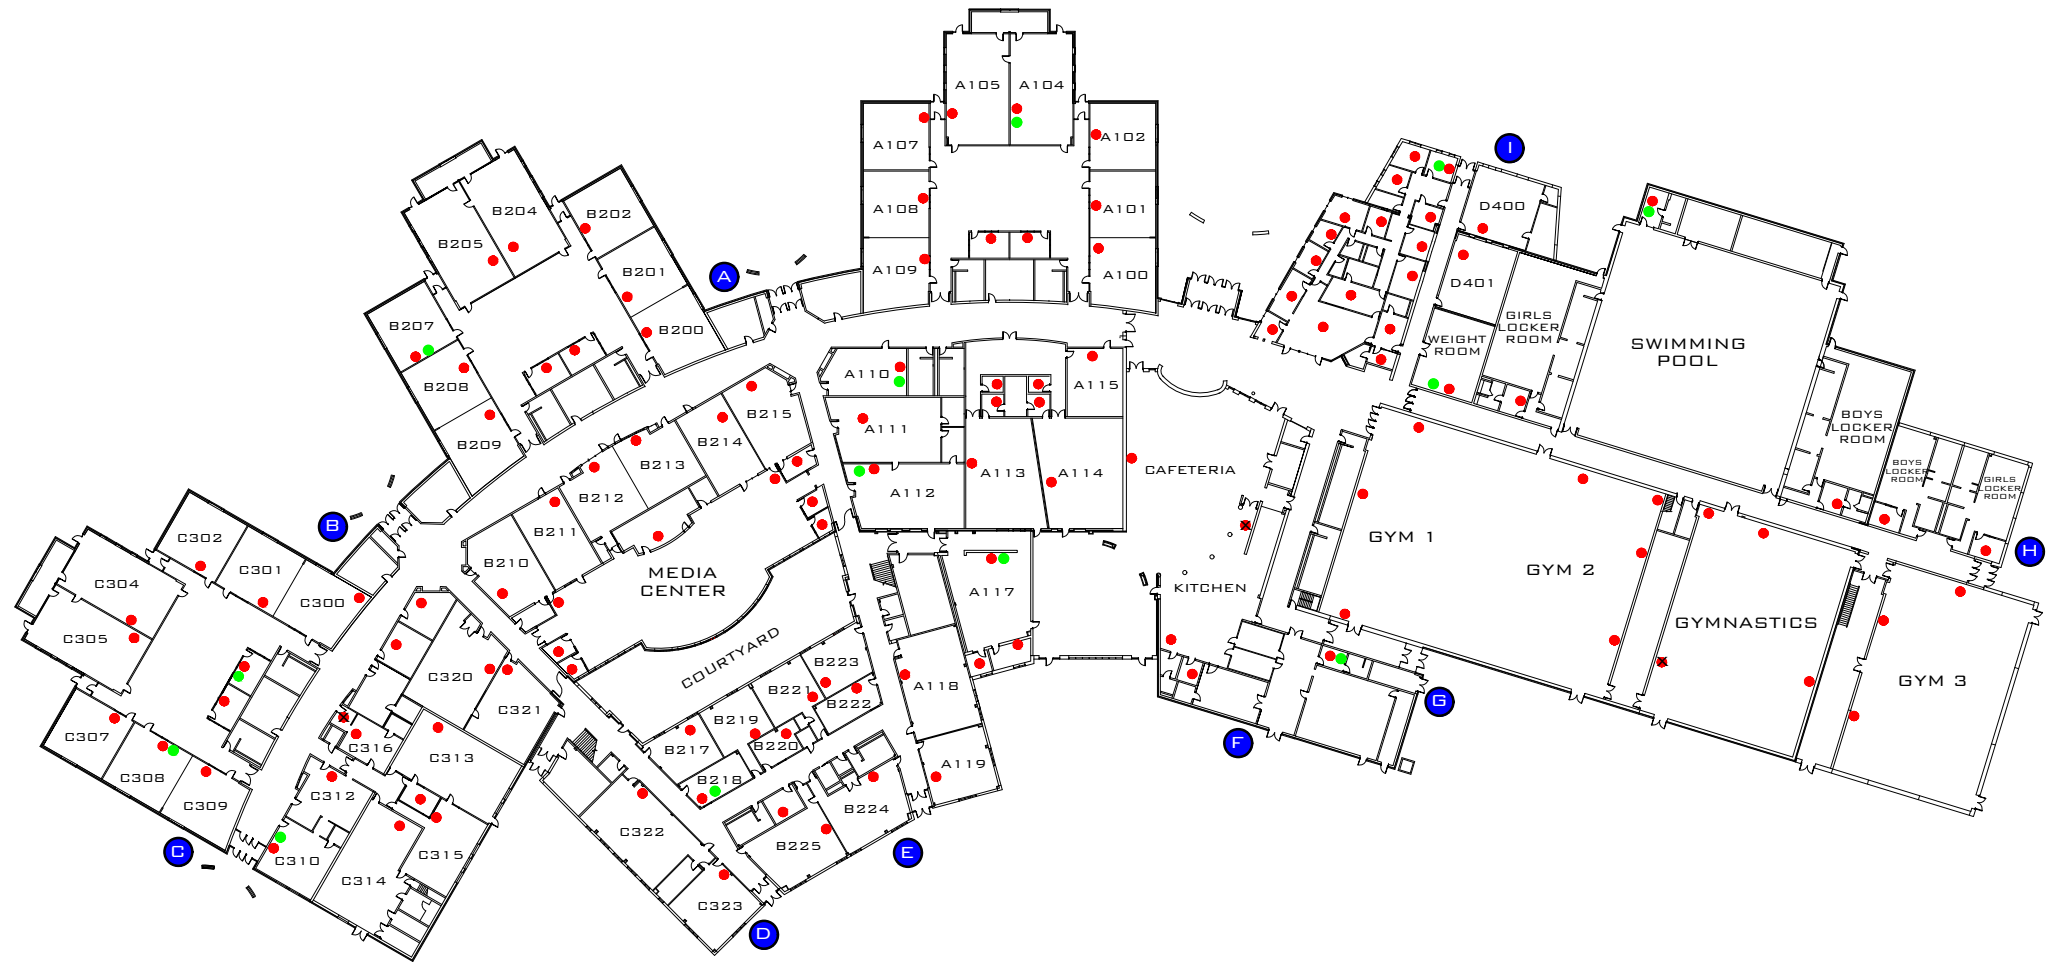 A105
A104
A107
A102
I
A108
A101
D400
B202
B204
B205
A109
A100
A
B201
D401
B207
B200
GIRLS
LOCKER
ROOM
WEIGHT
ROOM
SWIMMING
POOL
B208
A110
A115
B215
BOYS
LOCKER
ROOM
B209
B214
A111
B213
A113
A114
CAFETERIA
BOYS
LOCKER
ROOM
GIRLS
LOCKER
ROOM
B212
A112
B
B211
C302
GYM 1
H
B210
MEDIA
CENTER
C301
GYM 2
C304
C300
A117
KITCHEN
C305
COURTYARD
GYMNASTICS
B223
C320
B221
A118
GYM 3
B222
C321
G
C307
B219
B217
B220
F
C316
C313
A119
C308
B218
C312
C309
B224
C322
B225
C
C310
C315
E
C314
C323
D